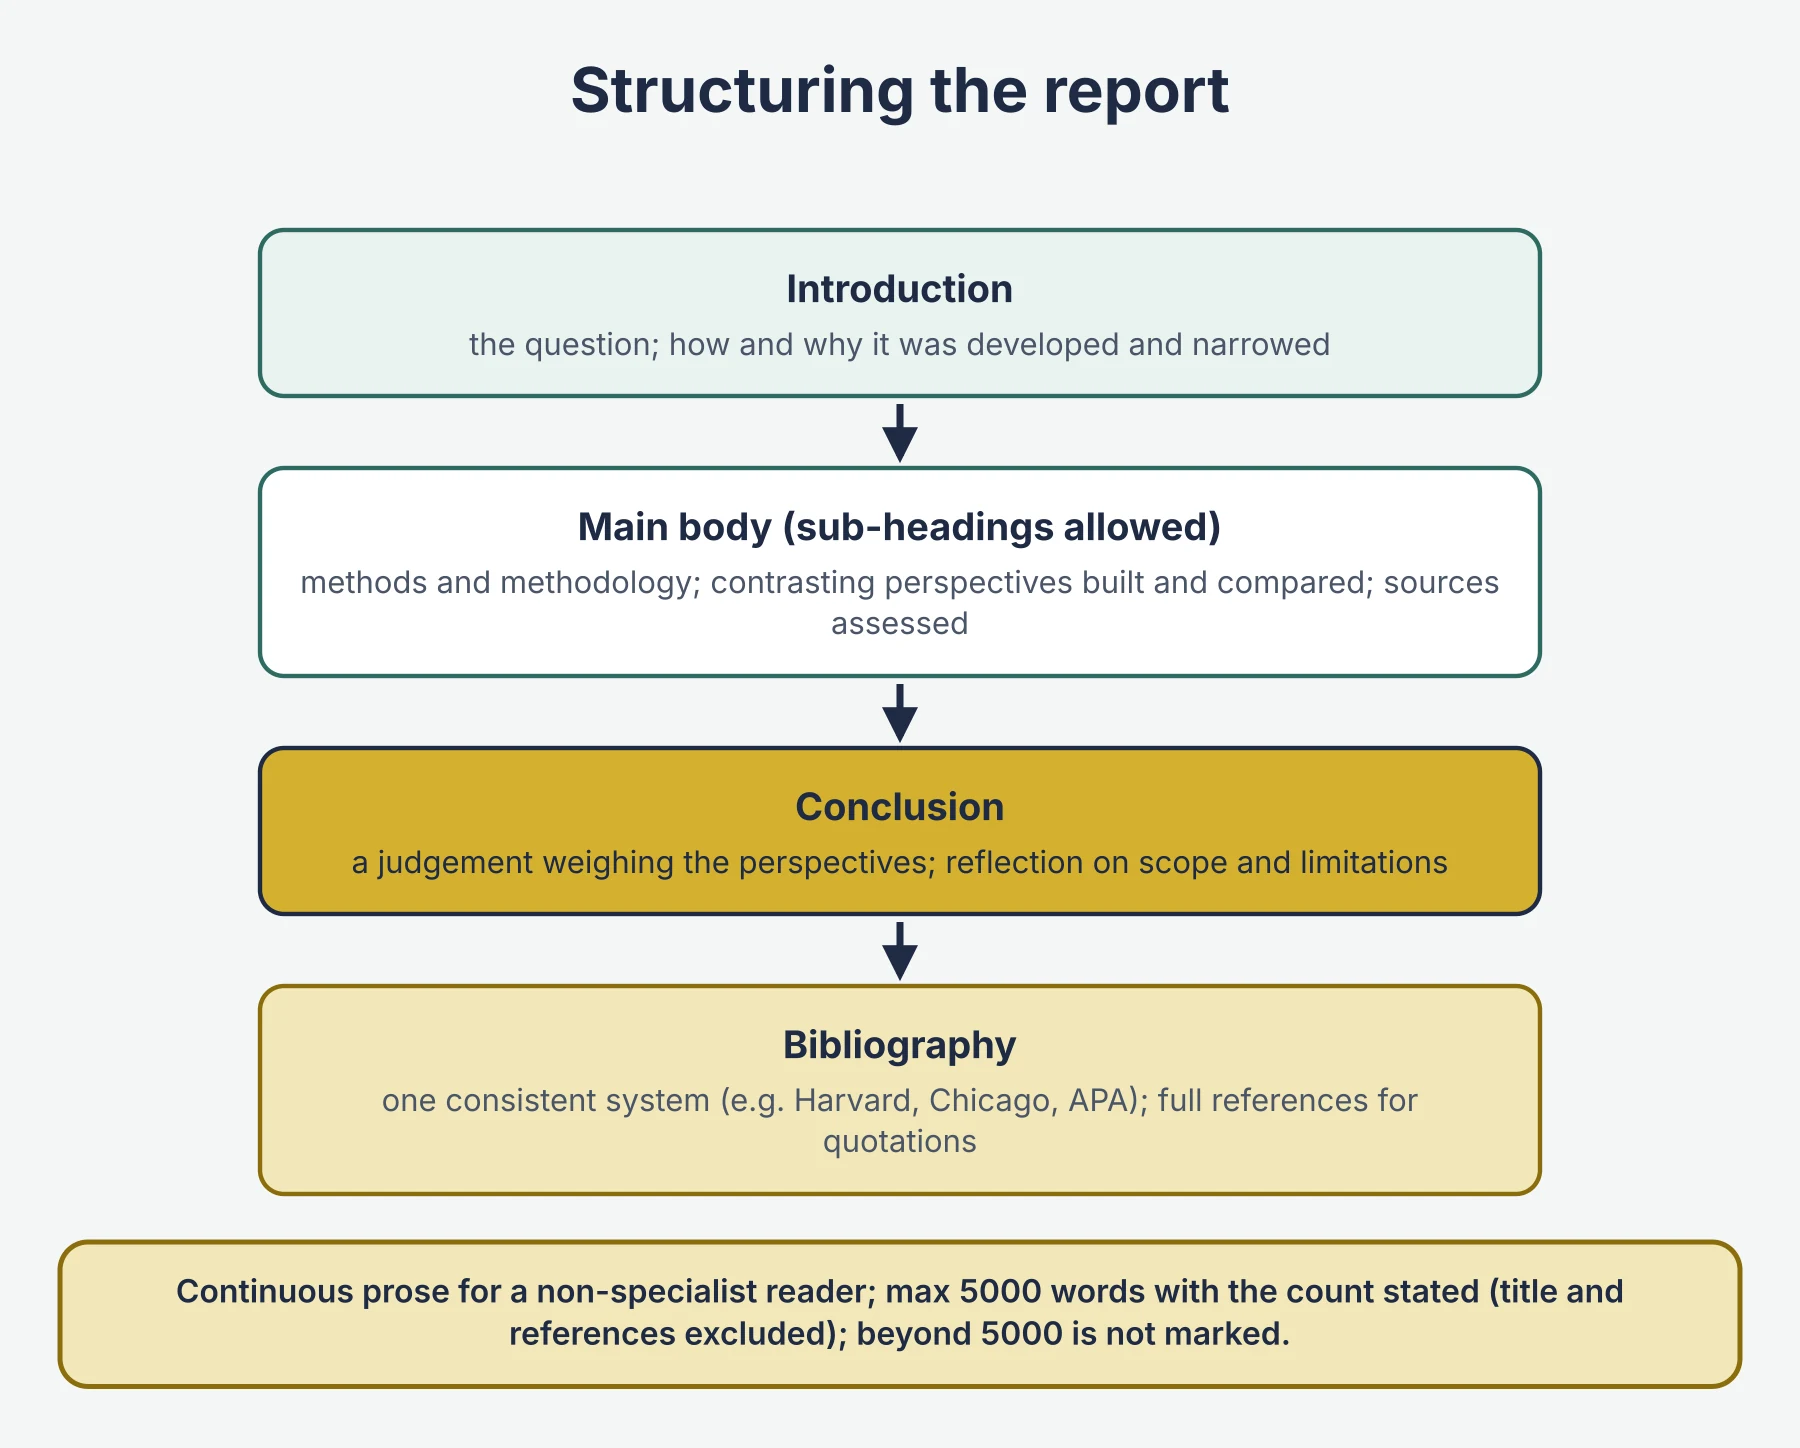 Structuring the report
Introduction
the question; how and why it was developed and narrowed
Main body (sub-headings allowed)
methods and methodology; contrasting perspectives built and compared; sources
assessed
Conclusion
a judgement weighing the perspectives; reflection on scope and limitations
Bibliography
one consistent system (e.g. Harvard, Chicago, APA); full references for
quotations
Continuous prose for a non-specialist reader; max 5000 words with the count stated (title and
references excluded); beyond 5000 is not marked.